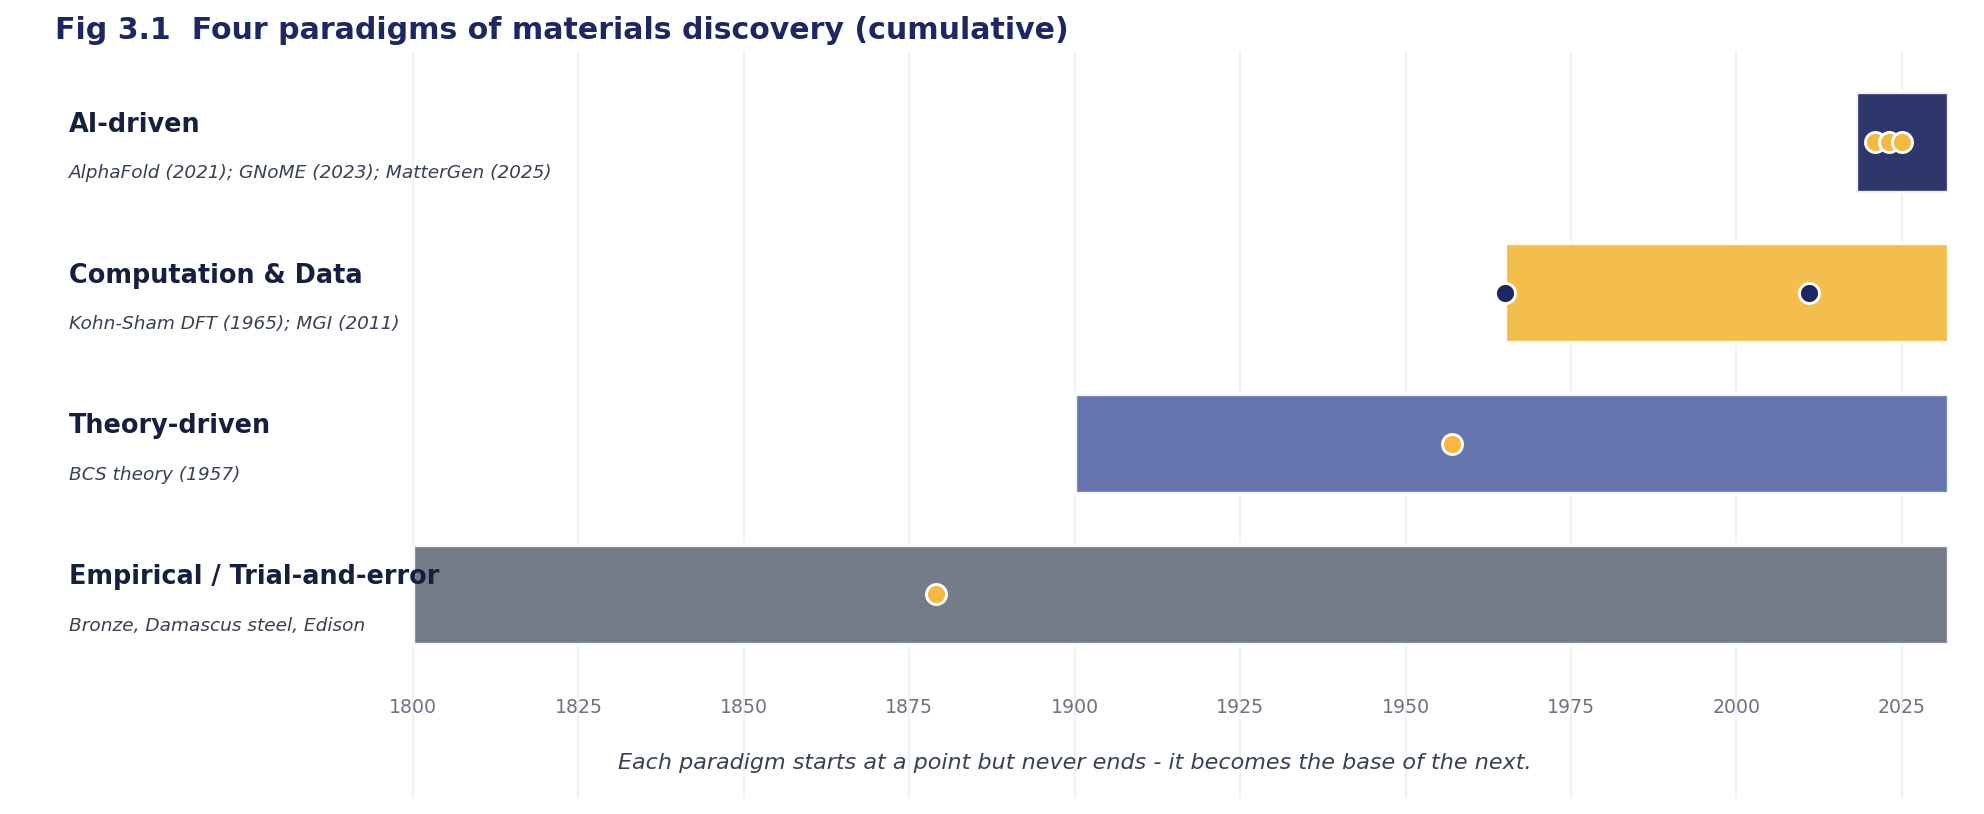 Fig 3.1  Four paradigms of materials discovery (cumulative)
AI-driven
AlphaFold (2021); GNoME (2023); MatterGen (2025)
Computation & Data
Kohn-Sham DFT (1965); MGI (2011)
Theory-driven
BCS theory (1957)
Empirical / Trial-and-error
Bronze, Damascus steel, Edison
1800 1825 1850 1875 1900 1925 1950 1975 2000 2025
Each paradigm starts at a point but never ends - it becomes the base of the next.